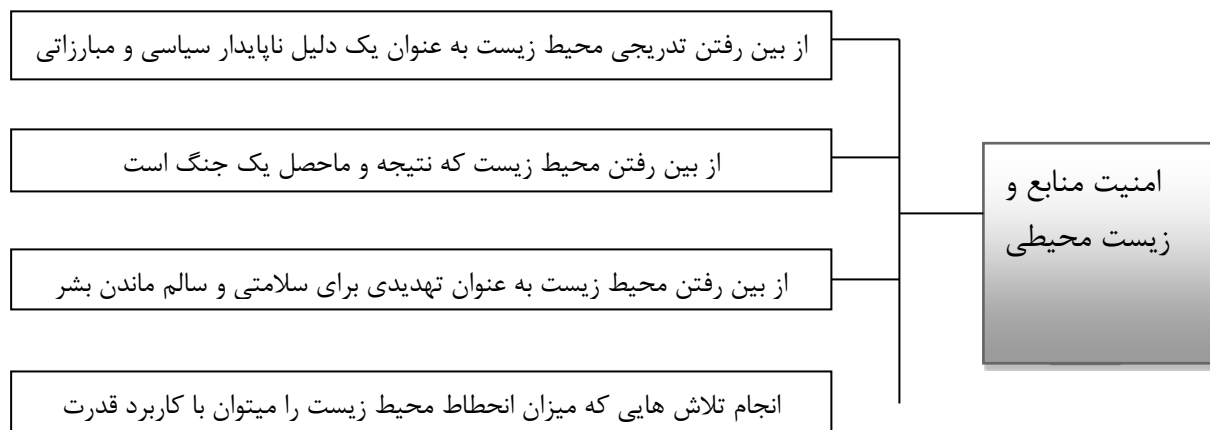 امنیت منابع و
زیست محیطی
از بین رفتن تدریجی محیط زیست به عنوان یک دلیل ناپایدار سیاسی و مبارزاتی
از بین رفتن محیط زیست که نتیجه و ماحصل یک جنگ است
از بین رفتن محیط زیست به عنوان تهدیدی برای سلامتی و سالم ماندن بشر
انجام تلاش هایی که میزان انحطاط محیط زیست را میتوان با کاربرد قدرت